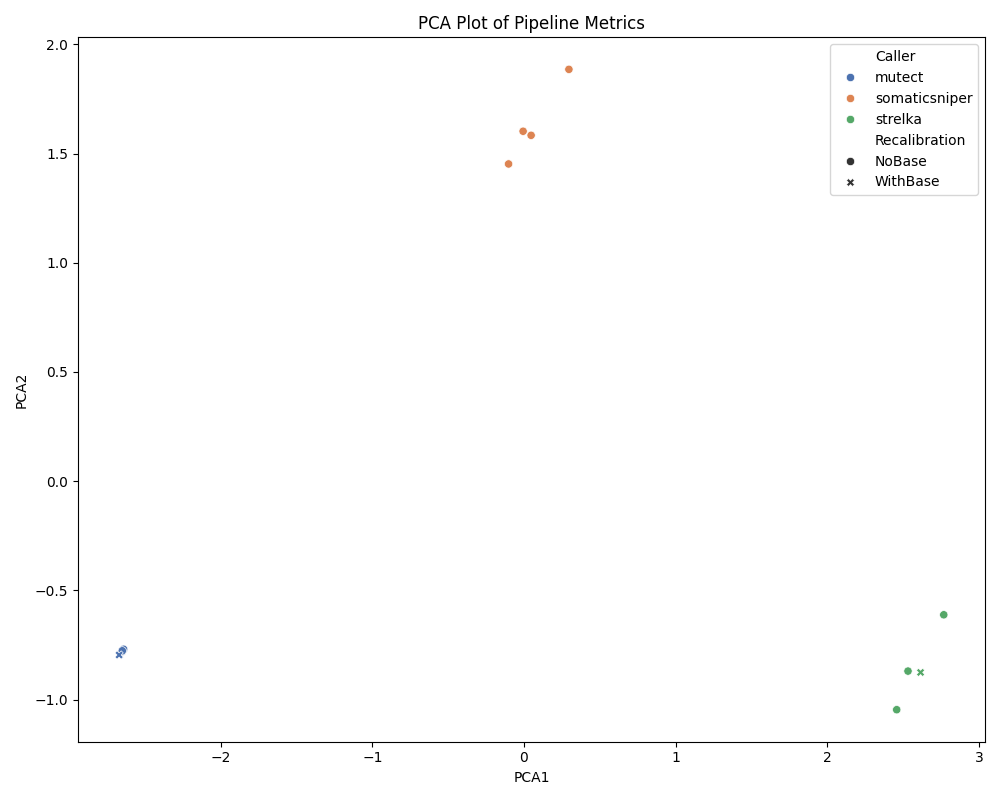 PCA Plot of Pipeline Metrics
Caller
mutect
somaticsniper
strelka
Recalibration
NoBase
WithBase
PCA2
2.0
1.5
1.0
0.5
0.0
−0.5
−1.0
−2
−1
0
1
2
3
PCA1